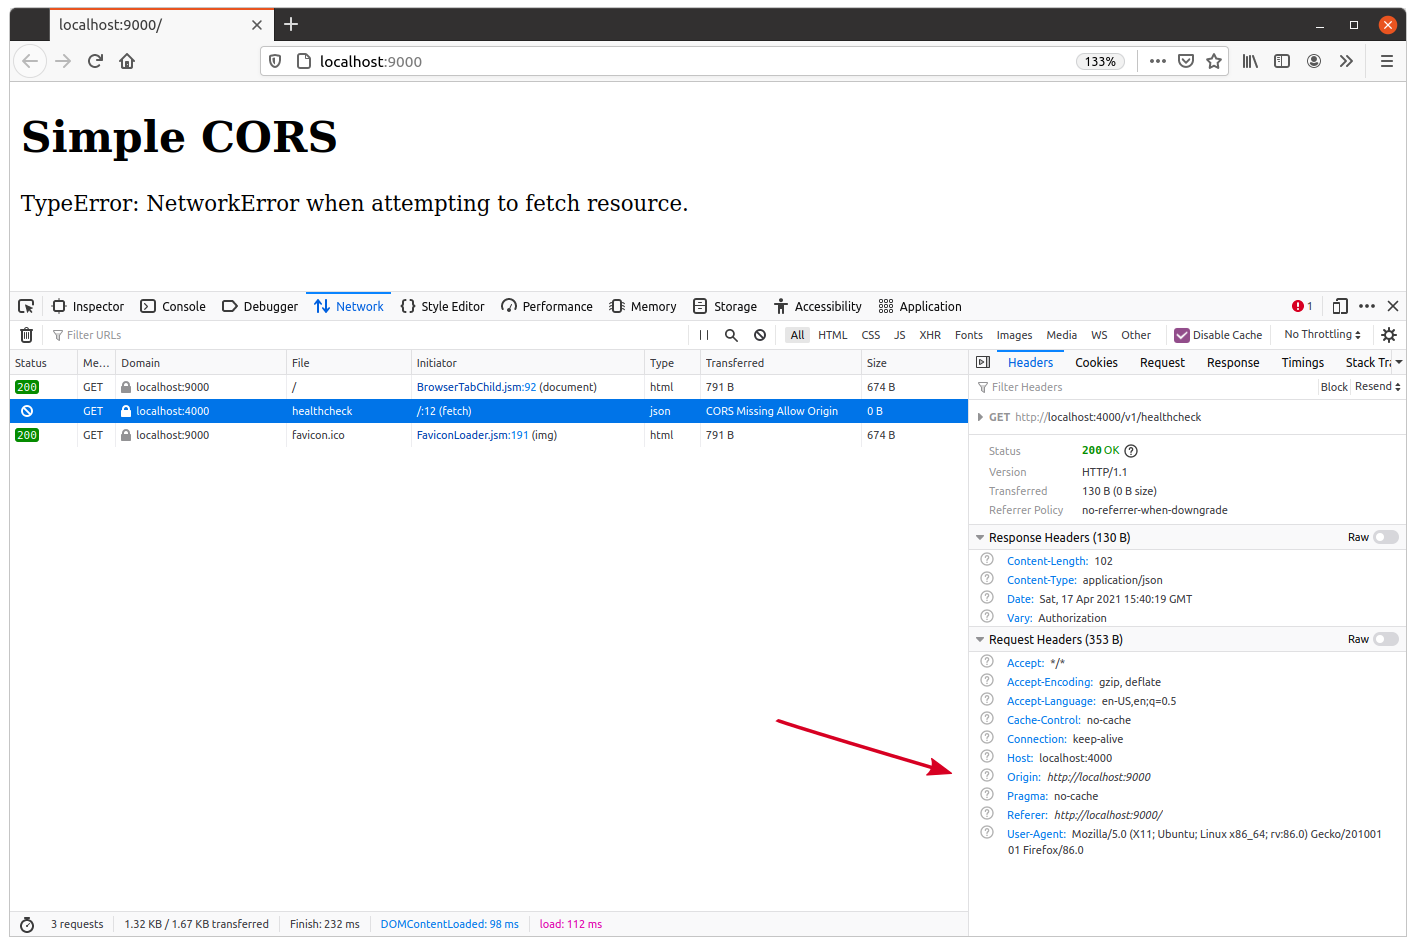 localhost:9000/
localhost:9000
133%
Simple CORS
TypeError: NetworkError when attempting to fetch resource.
Inspector Console Debugger Network Style Editor Performance Memory Storage Accessibility Application 1
Filter URLs All HTML CSS JS XHR Fonts Images Media WS Other Disable Cache No Throttling
Status Me... Domain File Initiator Type Transferred Size
200 GET localhost:9000 / BrowserTabChild.jsm:92 (document) html 791 B 674 B
GET localhost:4000 healthcheck /:12 (fetch) json CORS Missing Allow Origin 0 B
200 GET localhost:9000 favicon.ico FaviconLoader.jsm:191 (img) html 791 B 674 B
Headers Cookies Request Response Timings Stack Tra
Filter Headers Block Resend
GET http://localhost:4000/v1/healthcheck
Status 200 OK
Version HTTP/1.1
Transferred 130 B (0 B size)
Referrer Policy no-referrer-when-downgrade
Response Headers (130 B) Raw
Content-Length: 102
Content-Type: application/json
Date: Sat, 17 Apr 2021 15:40:19 GMT
Vary: Authorization
Request Headers (353 B) Raw
Accept: */*
Accept-Encoding: gzip, deflate
Accept-Language: en-US,en;q=0.5
Cache-Control: no-cache
Connection: keep-alive
Host: localhost:4000
Origin: http://localhost:9000
Pragma: no-cache
Referer: http://localhost:9000/
User-Agent: Mozilla/5.0 (X11; Ubuntu; Linux x86_64; rv:86.0) Gecko/201001
01 Firefox/86.0
3 requests 1.32 KB / 1.67 KB transferred Finish: 232 ms DOMContentLoaded: 98 ms load: 112 ms